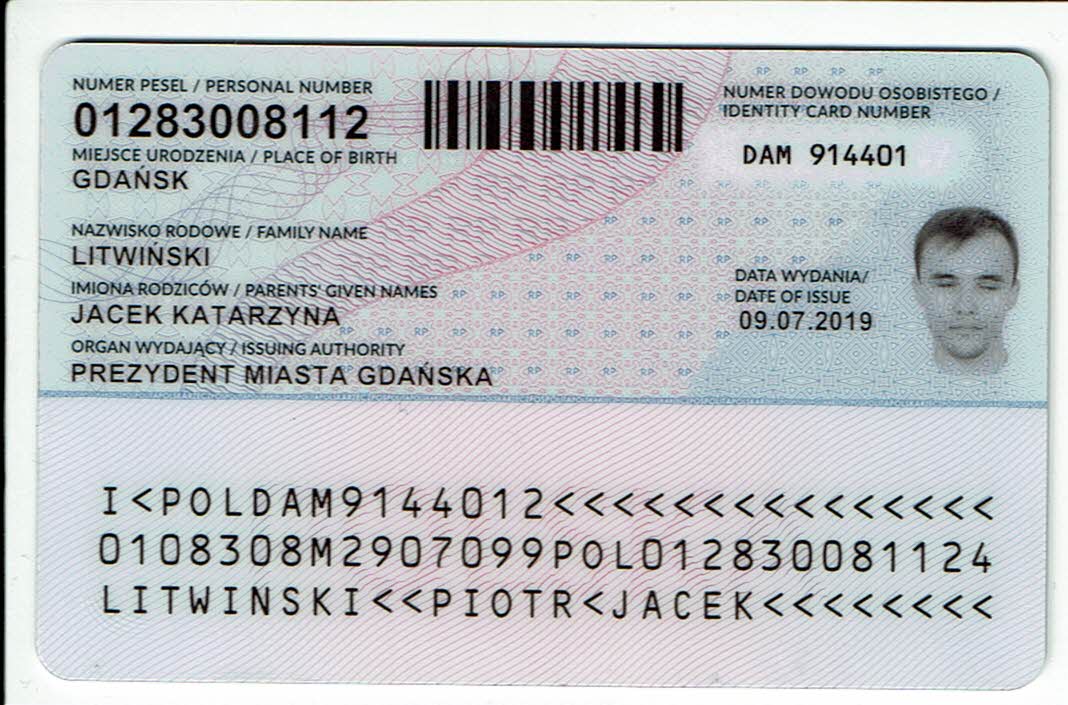 NUMER PESEL / PERSONAL NUMBER
01283008112
MIEJSCE URODZENIA / PLACE OF BIRTH
GDAŃSK
NAZWISKO RODOWE / FAMILY NAME
LITWIŃSKI
IMIONA RODZICÓW / PARENTS' GIVEN NAMES
JACEK KATARZYNA
ORGAN WYDAJĄCY / ISSUING AUTHORITY
PREZYDENT MIASTA GDAŃSKA
NUMER DOWODU OSOBISTEGO /
IDENTITY CARD NUMBER
DAM 914401
DATA WYDANIA/
DATE OF ISSUE
09.07.2019
I<POLDAM9144012<<<<<<<<<<<<<<<
0108308M2907099POL012830081124
LITWINSKI<<PIOTR<JACEK<<<<<<<<